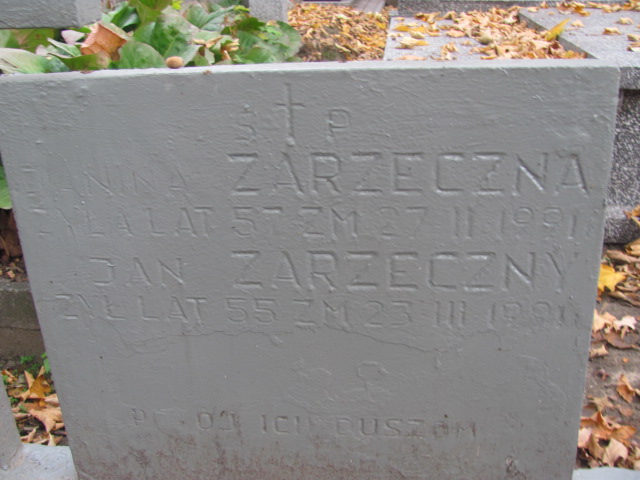 Ś P
JANINA ZARZECZNA
ŻYŁA LAT 57 ZM 27 II 1991
JAN ZARZECZNY
ŻYŁ LAT 55 ZM 23 III 1991
POKOJ ICH DUSZOM